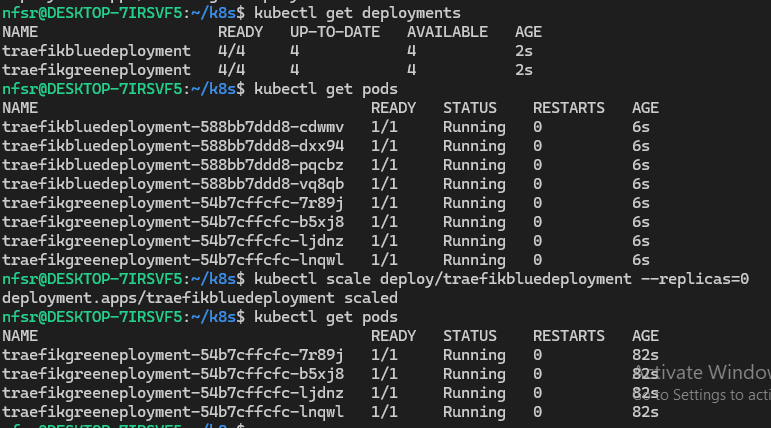 nfsr@DESKTOP-7IRSVF5:~/k8s$ kubectl get deployments
NAME READY UP-TO-DATE AVAILABLE AGE
traefikbluedeployment 4/4 4 4 2s
traefikgreeneployment 4/4 4 4 2s
nfsr@DESKTOP-7IRSVF5:~/k8s$ kubectl get pods
NAME READY STATUS RESTARTS AGE
traefikbluedeployment-588bb7ddd8-cdwmv 1/1 Running 0 6s
traefikbluedeployment-588bb7ddd8-dxx94 1/1 Running 0 6s
traefikbluedeployment-588bb7ddd8-pqcbz 1/1 Running 0 6s
traefikbluedeployment-588bb7ddd8-vq8qb 1/1 Running 0 6s
traefikgreeneployment-54b7cffcfc-7r89j 1/1 Running 0 6s
traefikgreeneployment-54b7cffcfc-b5xj8 1/1 Running 0 6s
traefikgreeneployment-54b7cffcfc-ljdnz 1/1 Running 0 6s
traefikgreeneployment-54b7cffcfc-lnqwl 1/1 Running 0 6s
nfsr@DESKTOP-7IRSVF5:~/k8s$ kubectl scale deploy/traefikbluedeployment --replicas=0
deployment.apps/traefikbluedeployment scaled
nfsr@DESKTOP-7IRSVF5:~/k8s$ kubectl get pods
NAME READY STATUS RESTARTS AGE
traefikgreeneployment-54b7cffcfc-7r89j 1/1 Running 0 82s
traefikgreeneployment-54b7cffcfc-b5xj8 1/1 Running 0 82s
Activate Window
traefikgreeneployment-54b7cffcfc-ljdnz 1/1 Running 0 82s
Go to Settings to acti
traefikgreeneployment-54b7cffcfc-lnqwl 1/1 Running 0 82s